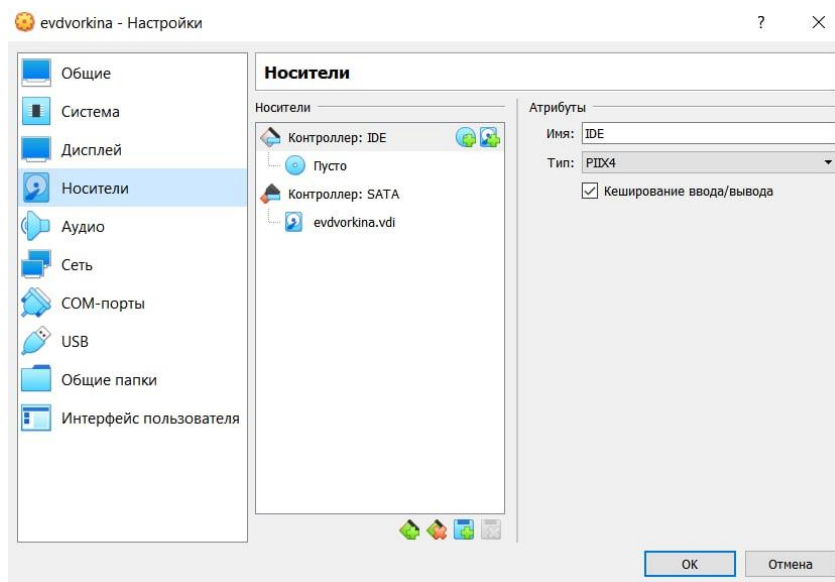 evdvorkina - Настройки
?
Общие
Система
Дисплей
Носители
Аудио
Сеть
COM-порты
USB
Общие папки
Интерфейс пользователя
Носители
Носители
Контроллер: IDE
Пусто
Контроллер: SATA
evdvorkina.vdi
Атрибуты
Имя: IDE
Тип: PIIX4
Кеширование ввода/вывода
OK
Отмена